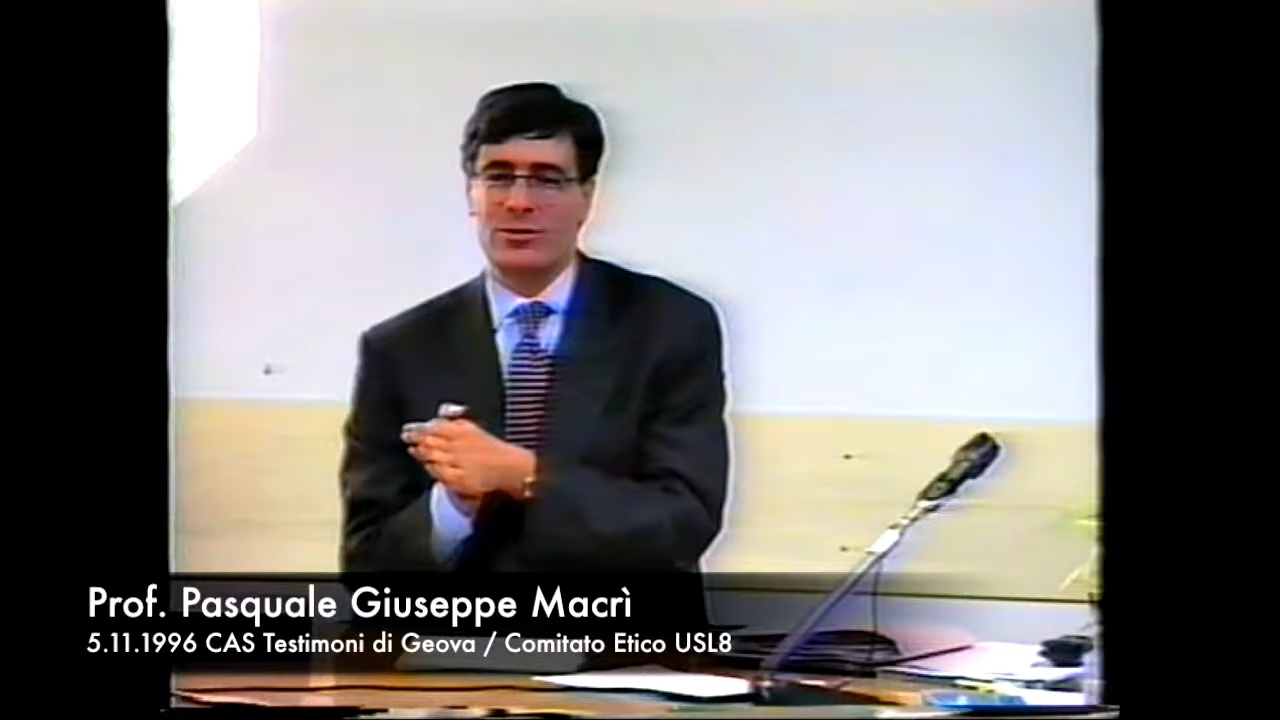 Prof. Pasquale Giuseppe Macrì
5.11.1996 CAS Testimoni di Geova / Comitato Etico USL8